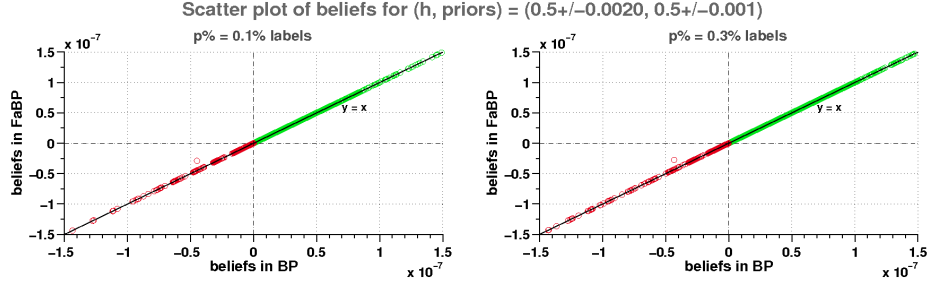 Scatter plot of beliefs for (h, priors) = (0.5+/−0.0020, 0.5+/−0.001)
p% = 0.1% labels
x 10^-7
1.5
1
0.5
0
−0.5
−1
−1.5
beliefs in FaBP
y = x
−1.5 −1 −0.5 0 0.5 1 1.5
beliefs in BP
x 10^-7
p% = 0.3% labels
x 10^-7
1.5
1
0.5
0
−0.5
−1
−1.5
beliefs in FaBP
y = x
−1.5 −1 −0.5 0 0.5 1 1.5
beliefs in BP
x 10^-7